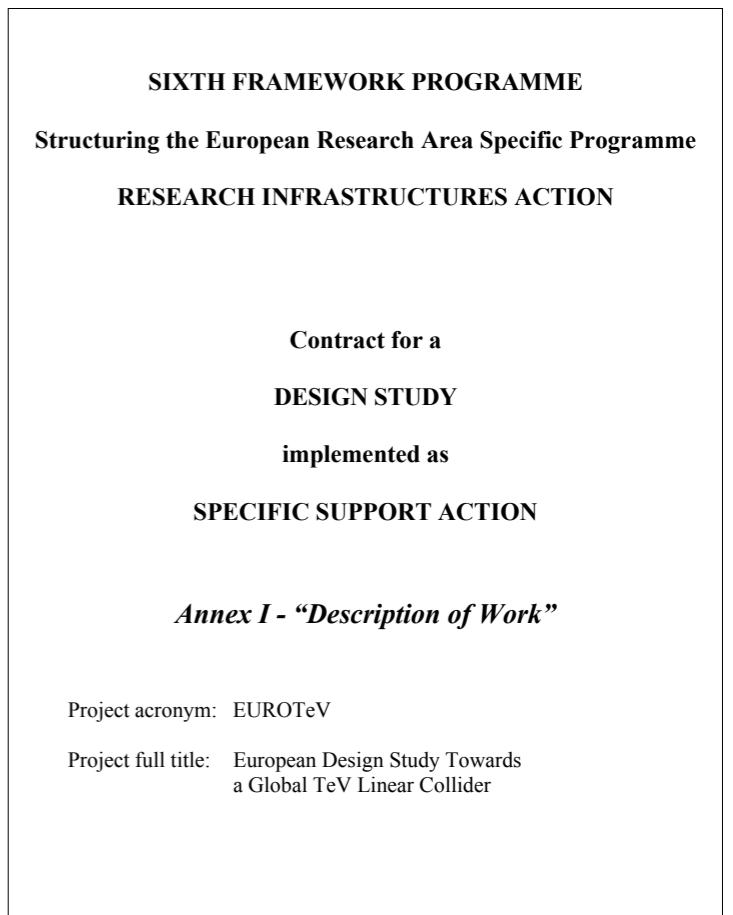 SIXTH FRAMEWORK PROGRAMME
Structuring the European Research Area Specific Programme
RESEARCH INFRASTRUCTURES ACTION
Contract for a
DESIGN STUDY
implemented as
SPECIFIC SUPPORT ACTION
Annex I - “Description of Work”
Project acronym: EUROTeV
Project full title: European Design Study Towards
a Global TeV Linear Collider